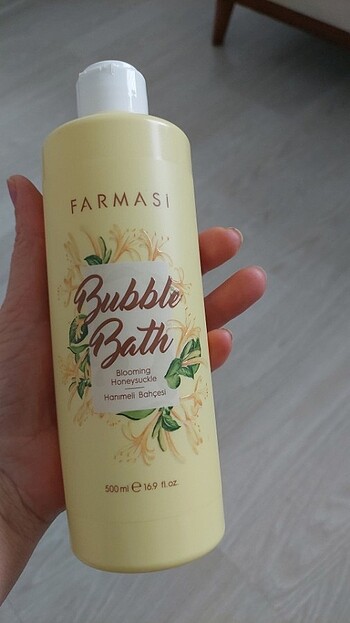 FARMASİ
Bubble
Bath
Blooming
Honeysuckle
Hanımeli Bahçesi
500 ml ℮ 16.9 fl.oz.